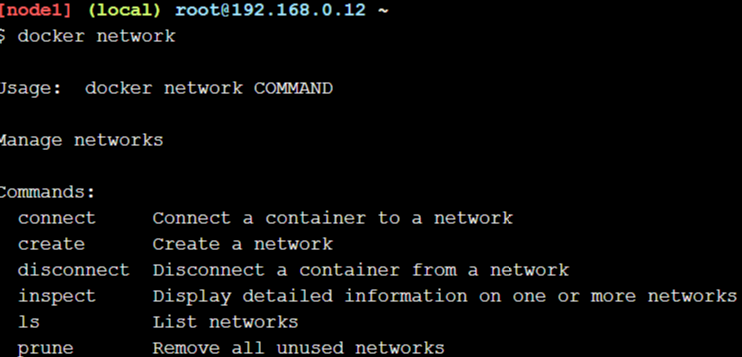 [node1] (local) root@192.168.0.12 ~
$ docker network
Usage:  docker network COMMAND
Manage networks
Commands:
  connect     Connect a container to a network
  create      Create a network
  disconnect  Disconnect a container from a network
  inspect     Display detailed information on one or more networks
  ls          List networks
  prune       Remove all unused networks